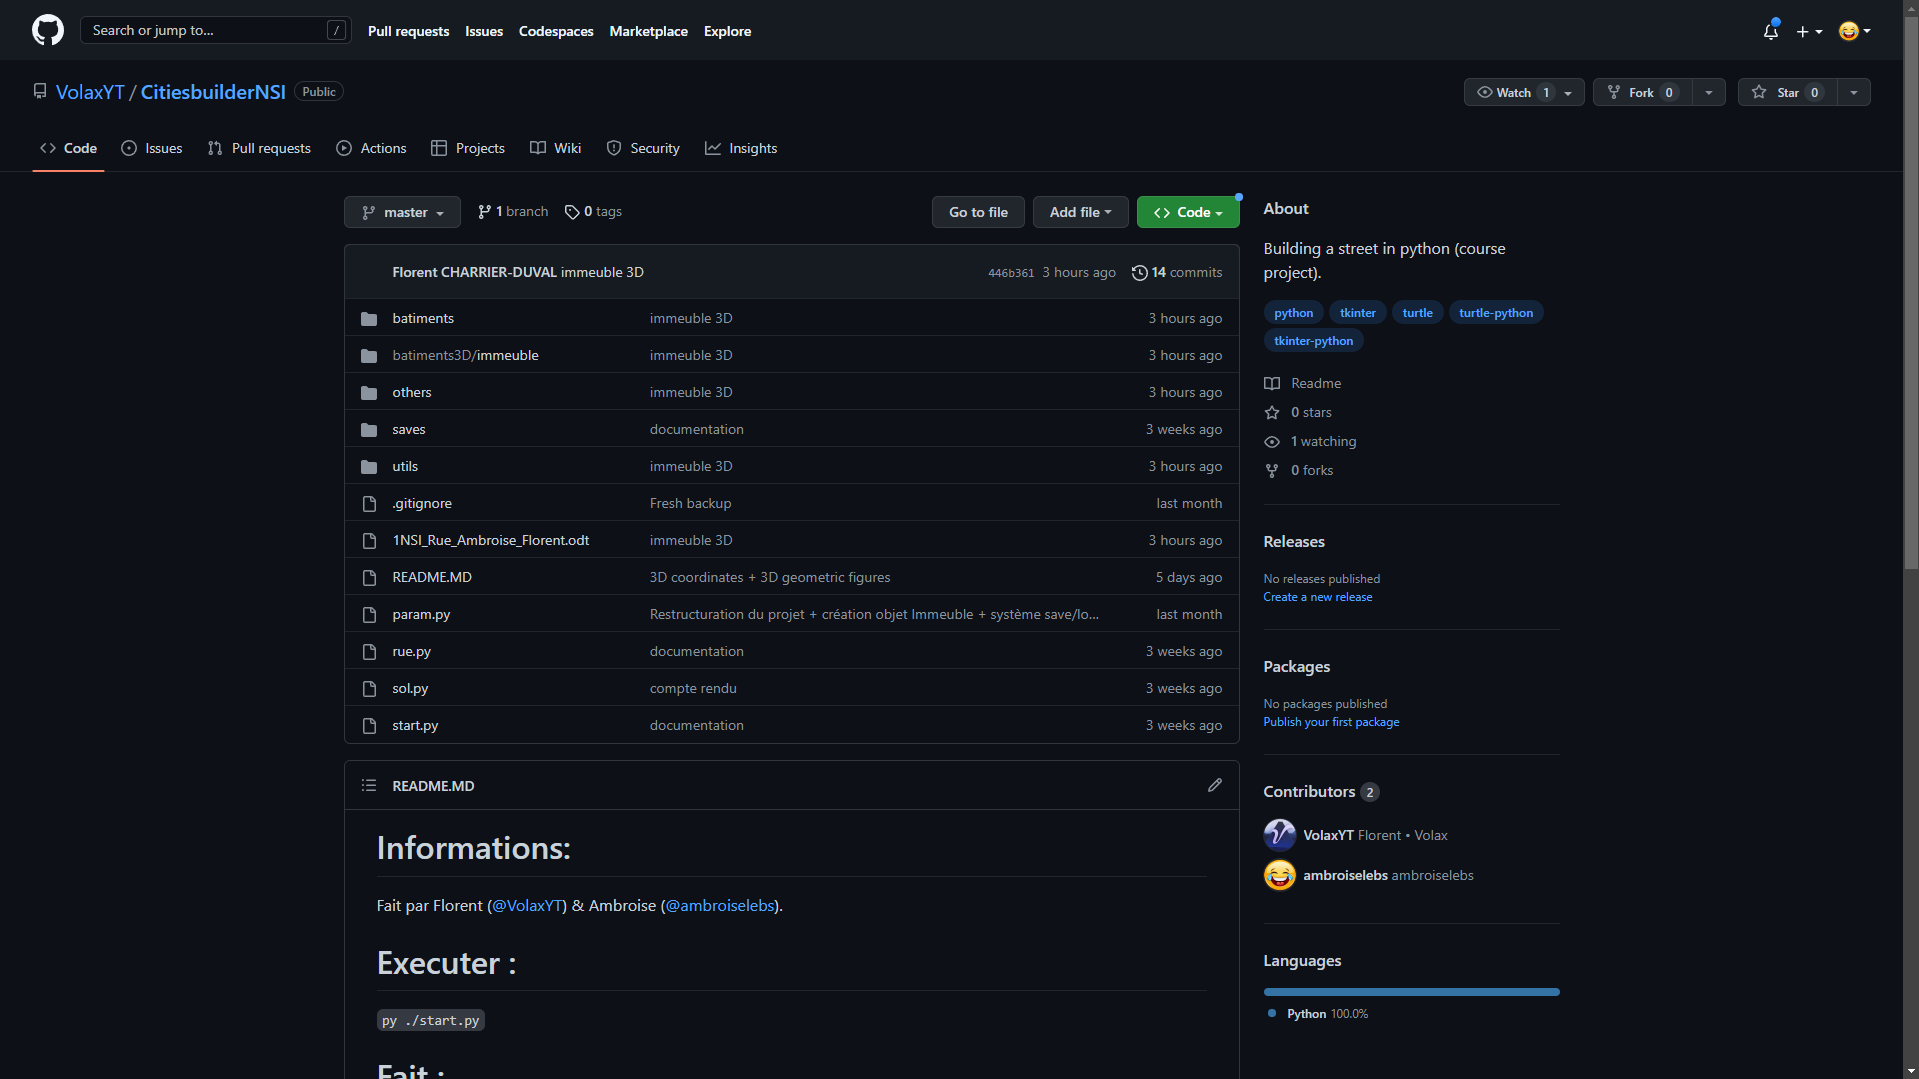 Search or jump to... /
Pull requests Issues Codespaces Marketplace Explore
VolaxYT / CitiesbuilderNSI Public
Watch 1 Fork 0 Star 0
Code Issues Pull requests Actions Projects Wiki Security Insights
master 1 branch 0 tags Go to file Add file Code
Florent CHARRIER-DUVAL immeuble 3D 446b361 3 hours ago 14 commits
batiments immeuble 3D 3 hours ago
batiments3D/immeuble immeuble 3D 3 hours ago
others immeuble 3D 3 hours ago
saves documentation 3 weeks ago
utils immeuble 3D 3 hours ago
.gitignore Fresh backup last month
1NSI_Rue_Ambroise_Florent.odt immeuble 3D 3 hours ago
README.MD 3D coordinates + 3D geometric figures 5 days ago
param.py Restructuration du projet + création objet Immeuble + système save/lo... last month
rue.py documentation 3 weeks ago
sol.py compte rendu 3 weeks ago
start.py documentation 3 weeks ago
README.MD
Informations:
Fait par Florent (@VolaxYT) & Ambroise (@ambroiselebs).
Executer :
py ./start.py
Fait :
About
Building a street in python (course
project).
python tkinter turtle turtle-python
tkinter-python
Readme
0 stars
1 watching
0 forks
Releases
No releases published
Create a new release
Packages
No packages published
Publish your first package
Contributors 2
VolaxYT Florent • Volax
ambroiselebs ambroiselebs
Languages
Python 100.0%